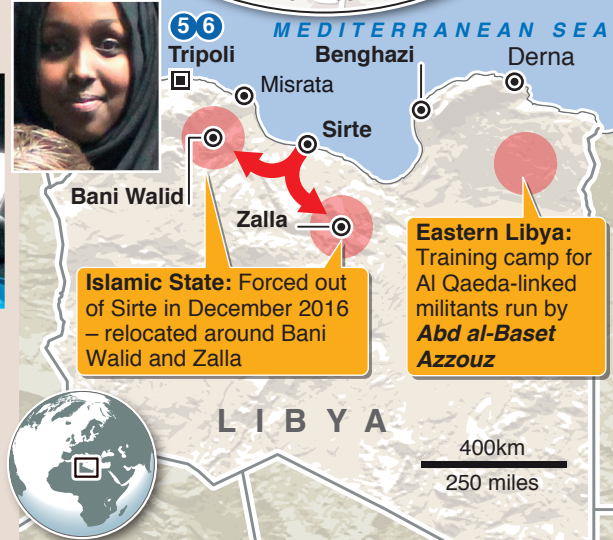 5 6
MEDITERRANEAN SEA
Tripoli
Benghazi
Derna
Misrata
Sirte
Bani Walid
Zalla
Eastern Libya:
Training camp for
Al Qaeda-linked
militants run by
Abd al-Baset
Azzouz
Islamic State: Forced out
of Sirte in December 2016
– relocated around Bani
Walid and Zalla
LIBYA
400km
250 miles